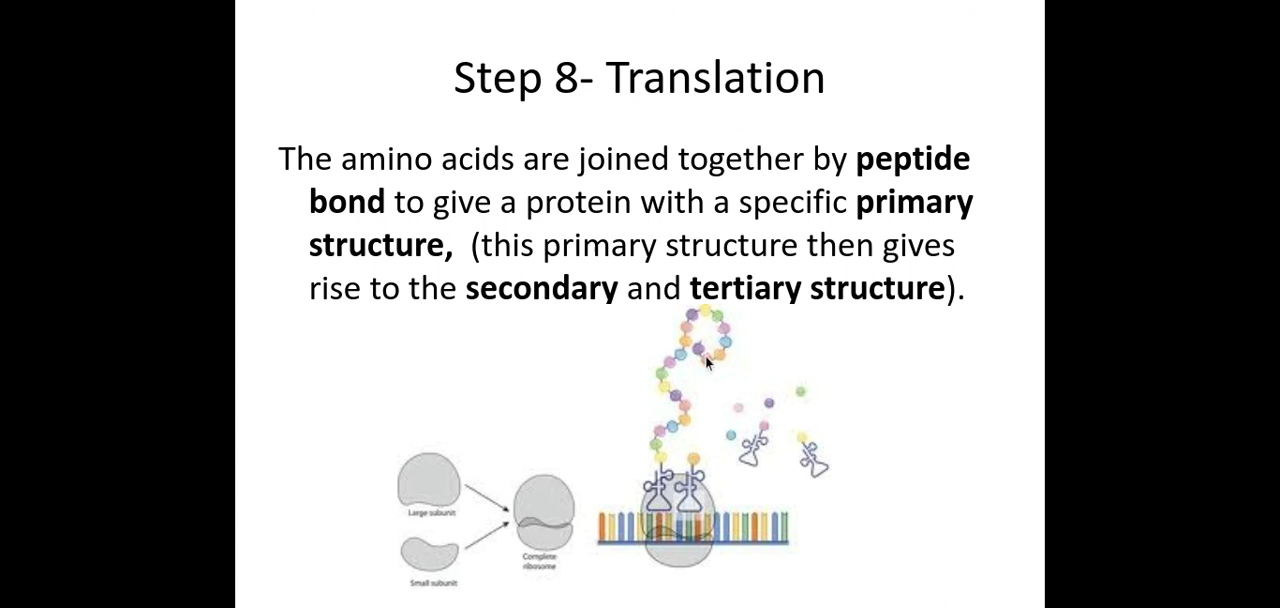 Step 8- Translation
The amino acids are joined together by peptide
bond to give a protein with a specific primary
structure,  (this primary structure then gives
rise to the secondary and tertiary structure).
Large subunit
Small subunit
Complete
ribosome